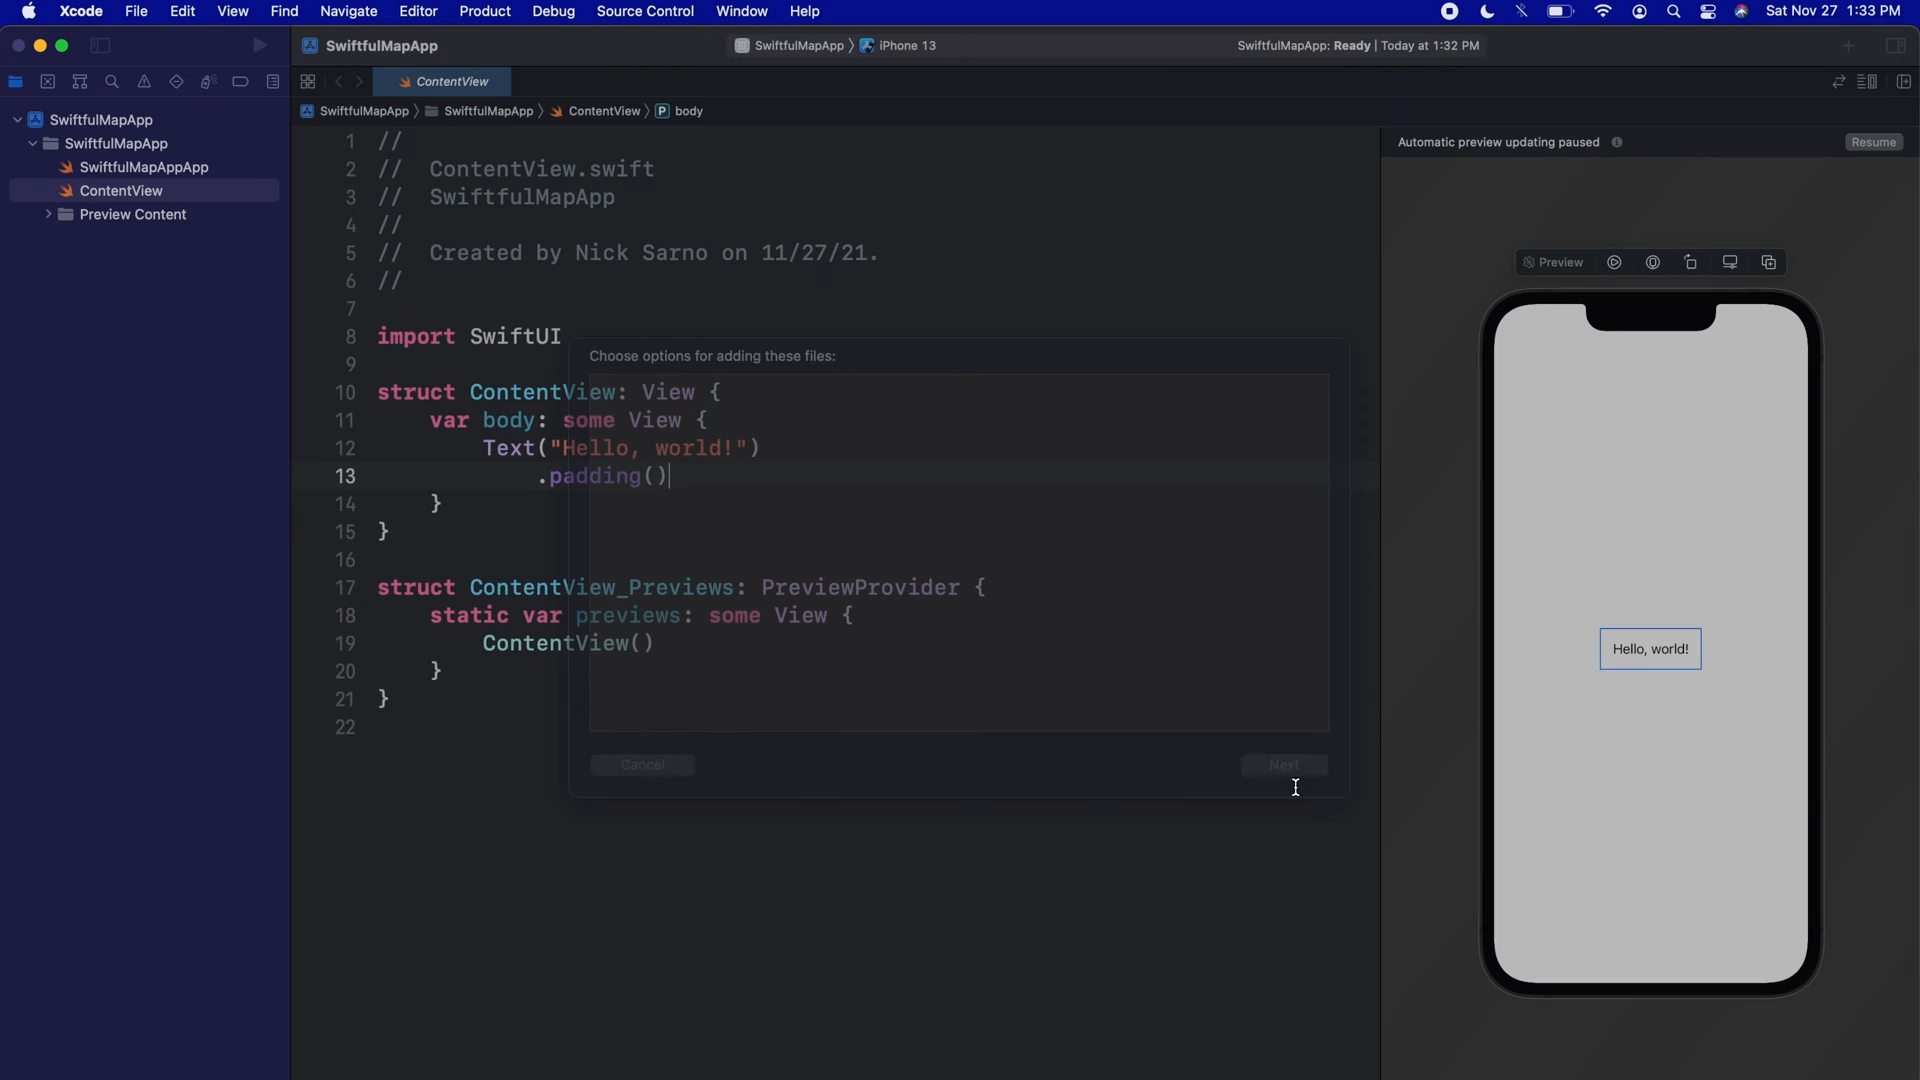 Xcode File Edit View Find Navigate Editor Product Debug Source Control Window Help Sat Nov 27 1:33 PM
SwiftfulMapApp SwiftfulMapApp iPhone 13 SwiftfulMapApp: Ready | Today at 1:32 PM
ContentView
SwiftfulMapApp SwiftfulMapApp ContentView P body
SwiftfulMapApp
SwiftfulMapApp
SwiftfulMapAppApp
ContentView
Preview Content
1 //
2 // ContentView.swift
3 // SwiftfulMapApp
4 //
5 // Created by Nick Sarno on 11/27/21.
6 //
7
8 import SwiftUI
9
10 struct ContentView: View {
11 var body: some View {
12 Text("Hello, world!")
13 .padding()
14 }
15 }
16
17 struct ContentView_Previews: PreviewProvider {
18 static var previews: some View {
19 ContentView()
20 }
21 }
22
Choose options for adding these files:
Cancel Next
Automatic preview updating paused Resume
Preview
Hello, world!